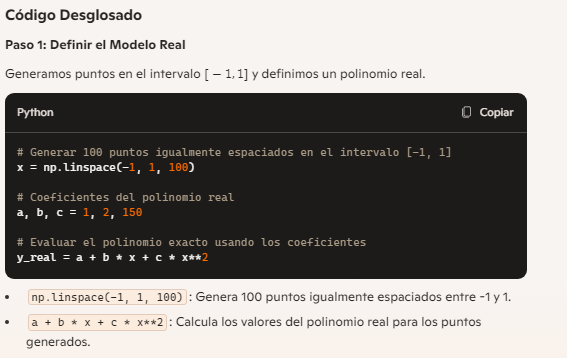 Código Desglosado
Paso 1: Definir el Modelo Real
Generamos puntos en el intervalo [ − 1, 1] y definimos un polinomio real.
Python
Copiar
# Generar 100 puntos igualmente espaciados en el intervalo [-1, 1]
x = np.linspace(-1, 1, 100)
# Coeficientes del polinomio real
a, b, c = 1, 2, 150
# Evaluar el polinomio exacto usando los coeficientes
y_real = a + b * x + c * x**2
• np.linspace(-1, 1, 100) : Genera 100 puntos igualmente espaciados entre -1 y 1.
• a + b * x + c * x**2 : Calcula los valores del polinomio real para los puntos
generados.